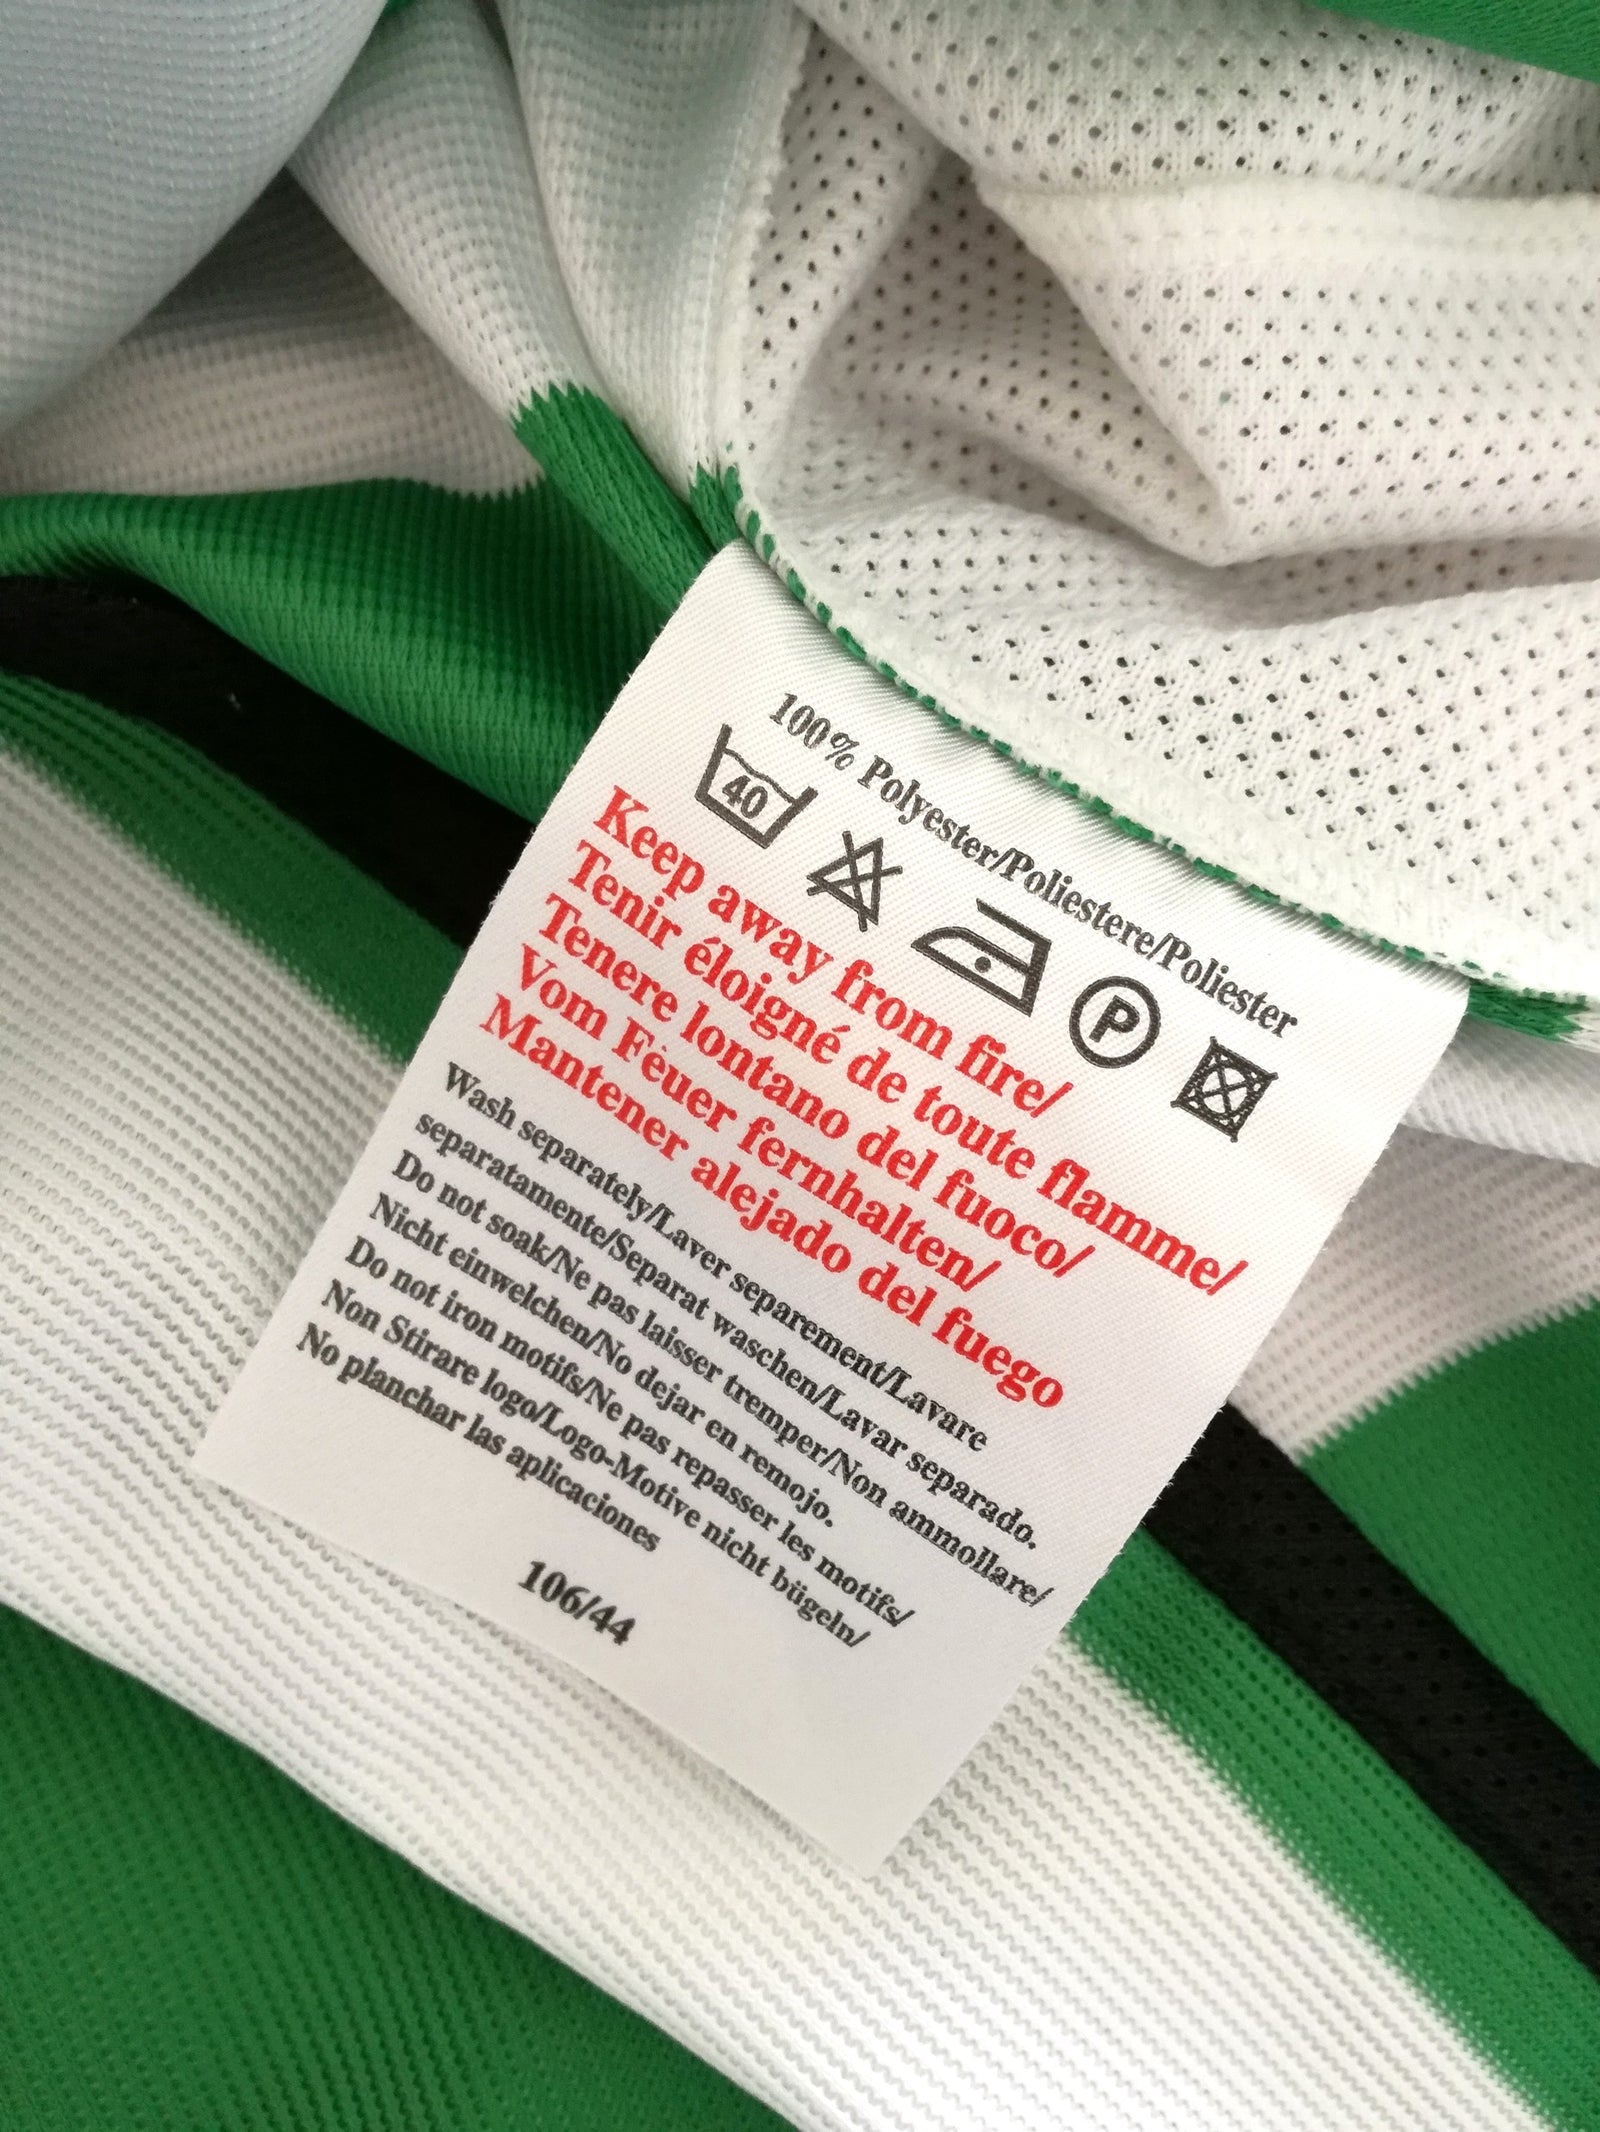 100% Polyester/Poliestere/Poliester
40
P
Keep away from fire/
Tenir éloigné de toute flamme/
Tenere lontano del fuoco/
Vom Fėuer fernhalten/
Mantener alejado del fuego
Wash separately/Laver separement/Lavare
separatamente/Separat waschen/Lavar separado.
Do not soak/Ne pas laisser tremper/Non ammollare/
Nicht einwelchen/No dejar en remojo.
Do not iron motifs/Ne pas repasser les motifs/
Non Stirare logo/Logo-Motive nicht bügeln/
No planchar las aplicaciones
106/44